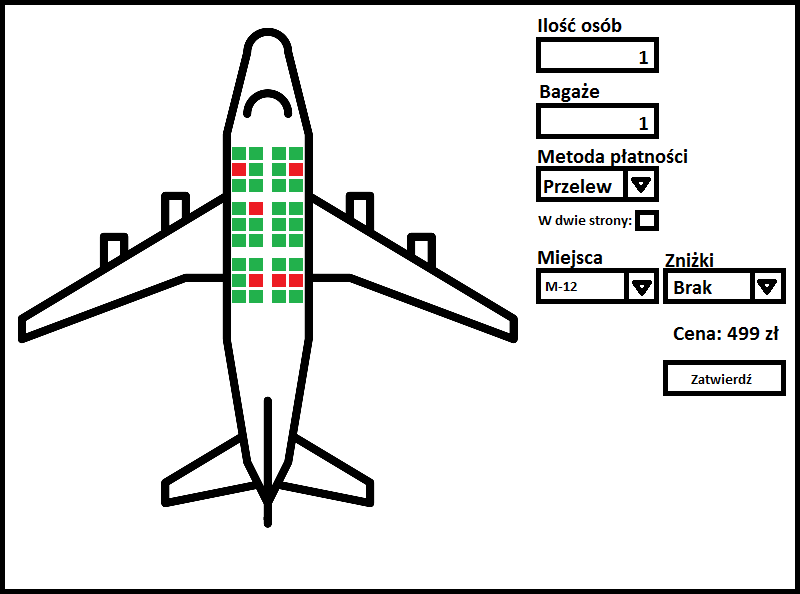 Ilość osób
1
Bagaże
1
Metoda płatności
Przelew
W dwie strony:
Miejsca
Zniżki
M-12
Brak
Cena: 499 zł
Zatwierdź